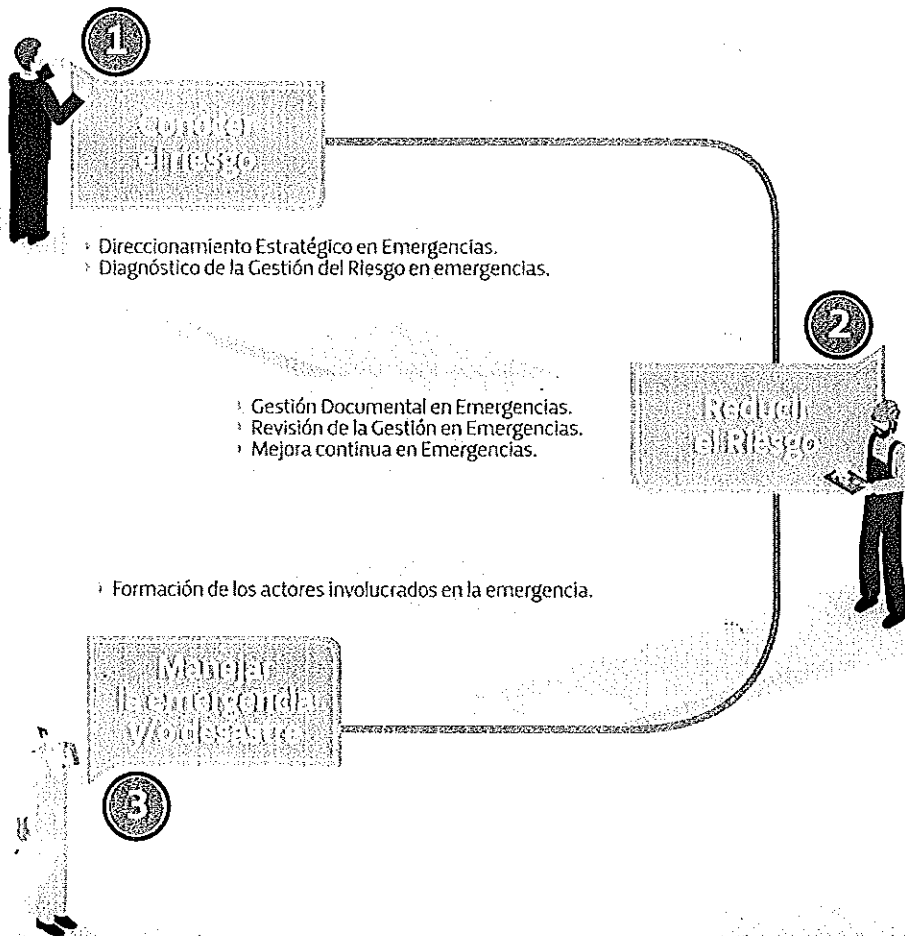 1
Conocer
el riesgo
› Direccionamiento Estratégico en Emergencias.
› Diagnóstico de la Gestión del Riesgo en emergencias.
2
Reducir
el Riesgo
› Gestión Documental en Emergencias.
› Revisión de la Gestión en Emergencias.
› Mejora continua en Emergencias.
› Formación de los actores involucrados en la emergencia.
Manejar
la emergencia
y/o desastre
3